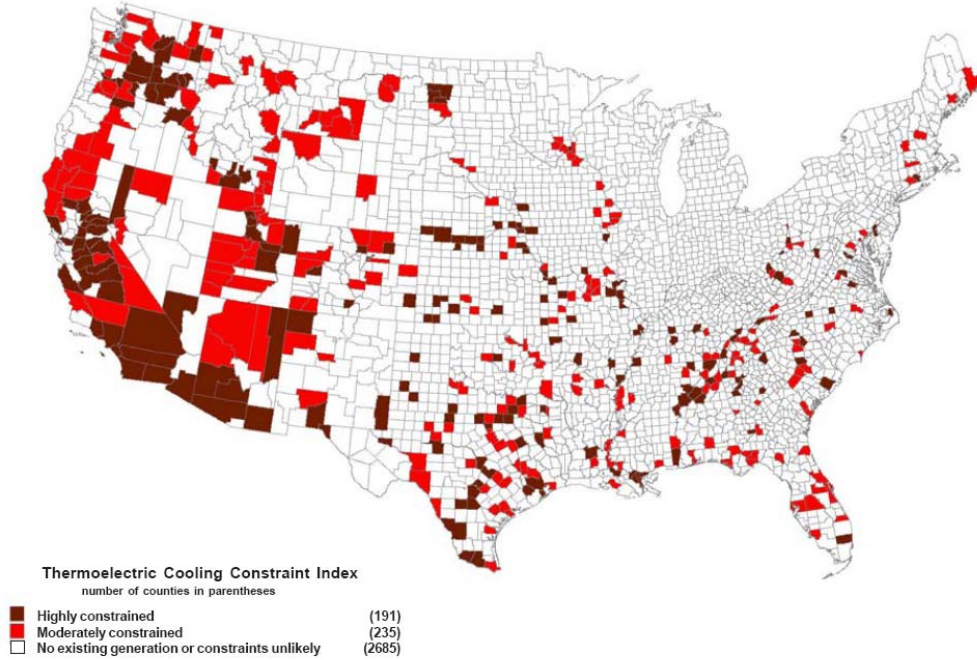 Thermoelectric Cooling Constraint Index
number of counties in parentheses
Highly constrained (191)
Moderately constrained (235)
No existing generation or constraints unlikely (2685)